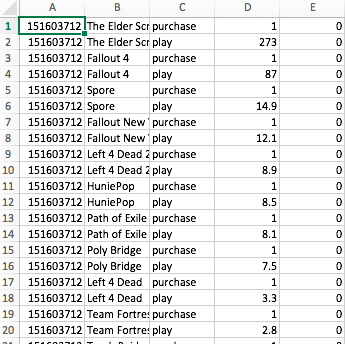 A B C D E
1 151603712 The Elder Scr purchase 1 0
2 151603712 The Elder Scr play 273 0
3 151603712 Fallout 4 purchase 1 0
4 151603712 Fallout 4 play 87 0
5 151603712 Spore purchase 1 0
6 151603712 Spore play 14.9 0
7 151603712 Fallout New purchase 1 0
8 151603712 Fallout New play 12.1 0
9 151603712 Left 4 Dead 2 purchase 1 0
10 151603712 Left 4 Dead 2 play 8.9 0
11 151603712 HuniePop purchase 1 0
12 151603712 HuniePop play 8.5 0
13 151603712 Path of Exile purchase 1 0
14 151603712 Path of Exile play 8.1 0
15 151603712 Poly Bridge purchase 1 0
16 151603712 Poly Bridge play 7.5 0
17 151603712 Left 4 Dead purchase 1 0
18 151603712 Left 4 Dead play 3.3 0
19 151603712 Team Fortres purchase 1 0
20 151603712 Team Fortres play 2.8 0